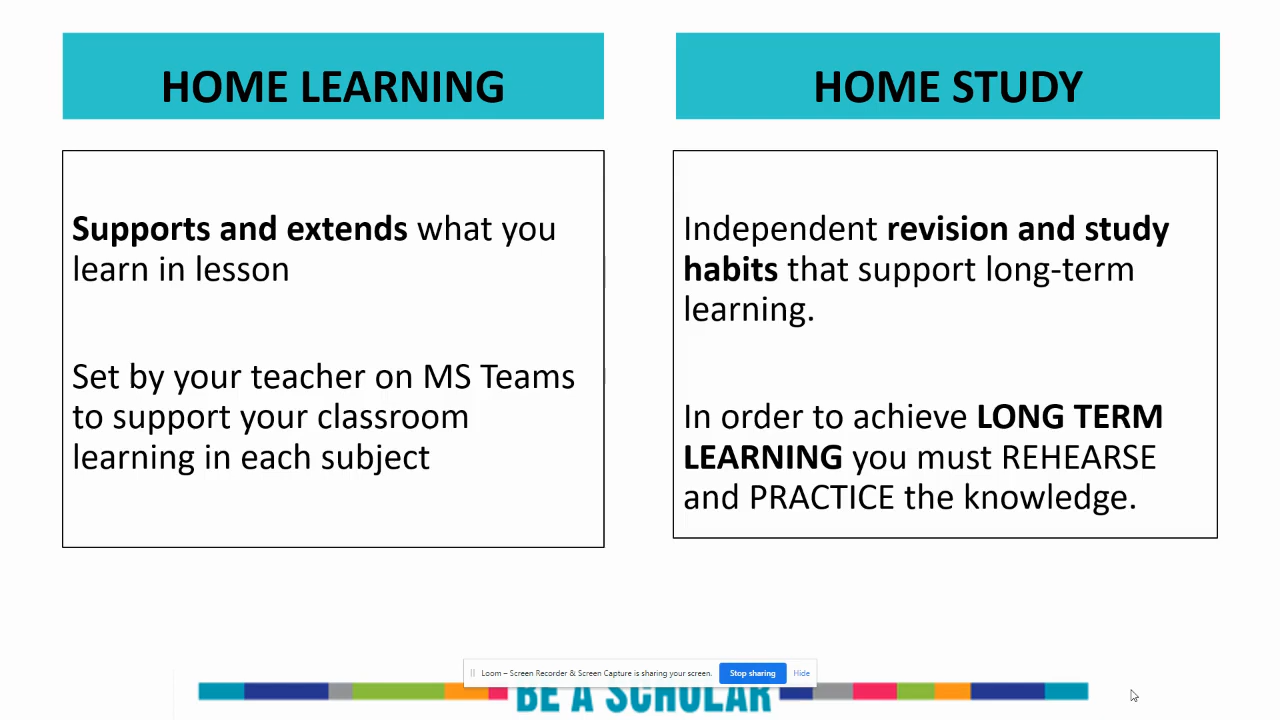 HOME LEARNING
Supports and extends what you
learn in lesson
Set by your teacher on MS Teams
to support your classroom
learning in each subject
HOME STUDY
Independent revision and study
habits that support long-term
learning.
In order to achieve LONG TERM
LEARNING you must REHEARSE
and PRACTICE the knowledge.
Loom – Screen Recorder & Screen Capture is sharing your screen. Stop sharing Hide
BE A SCHOLAR